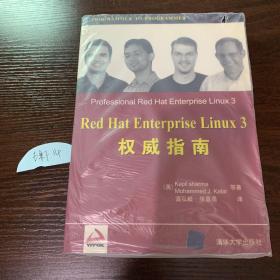 PROGRAMMER TO PROGRAMMER
Professional Red Hat Enterprise Linux 3
Red Hat Enterprise Linux 3
权威指南
[美] Kapil sharma
Mohammed J. Kabir
等著
译
清华大学出版社